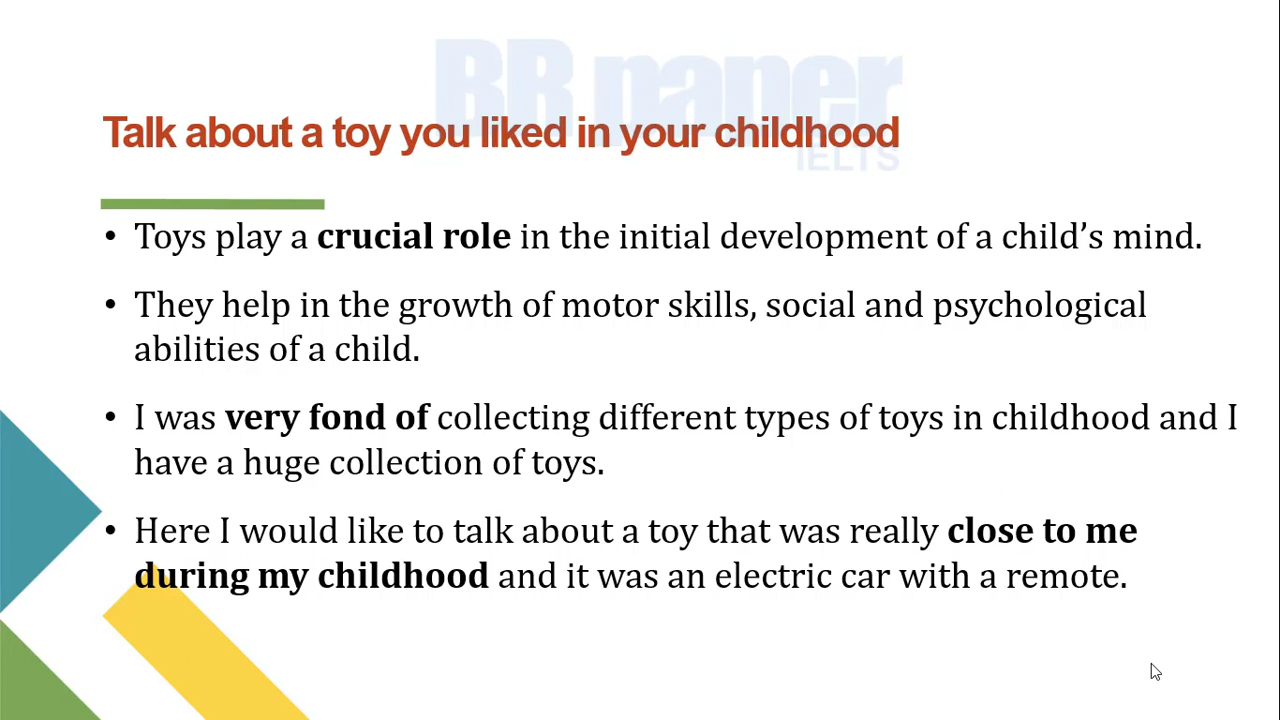 BR paper
IELTS
Talk about a toy you liked in your childhood
• Toys play a crucial role in the initial development of a child’s mind.
• They help in the growth of motor skills, social and psychological
abilities of a child.
• I was very fond of collecting different types of toys in childhood and I
have a huge collection of toys.
• Here I would like to talk about a toy that was really close to me
during my childhood and it was an electric car with a remote.